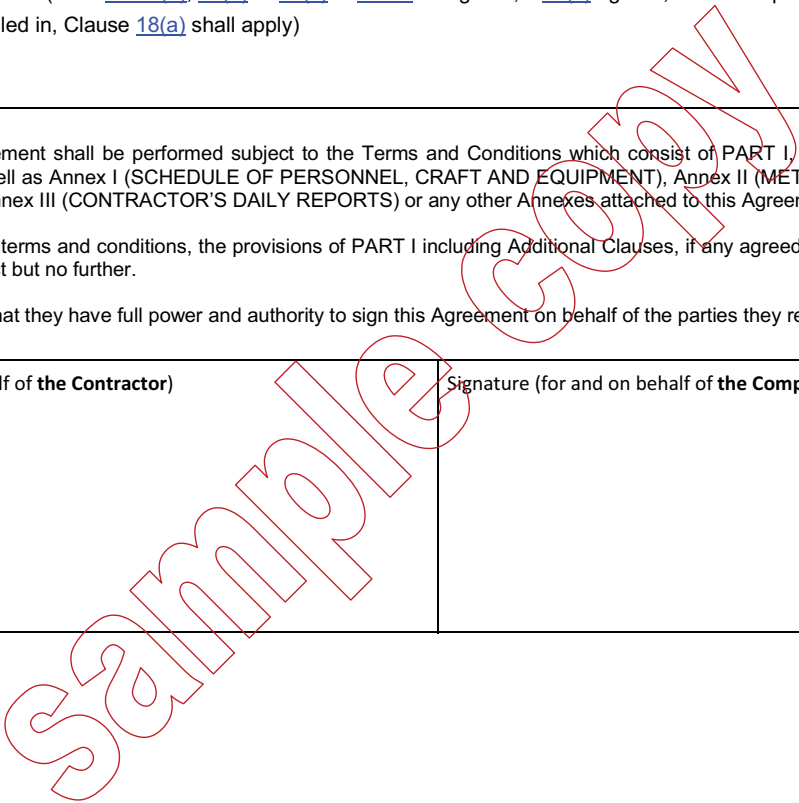 led in, Clause 18(a) shall apply)
ement shall be performed subject to the Terms and Conditions which consist of PART I,
ell as Annex I (SCHEDULE OF PERSONNEL, CRAFT AND EQUIPMENT), Annex II (MET
nnex III (CONTRACTOR’S DAILY REPORTS) or any other Annexes attached to this Agreem
terms and conditions, the provisions of PART I including Additional Clauses, if any agreed
t but no further.
hat they have full power and authority to sign this Agreement on behalf of the parties they re
lf of the Contractor)
Signature (for and on behalf of the Comp
sample copy